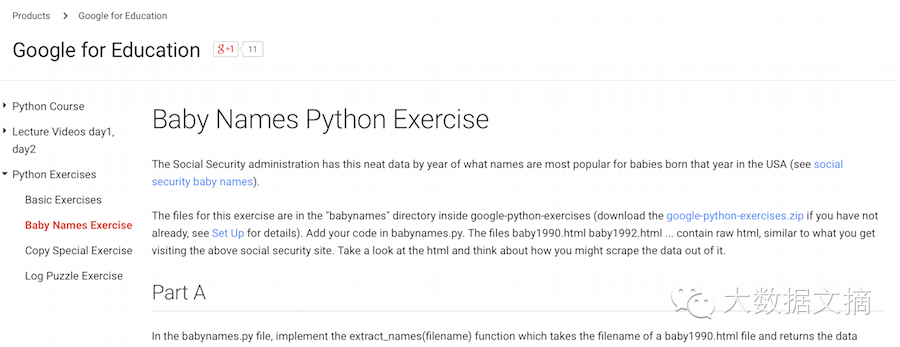 Products > Google for Education
Google for Education g+1 11
Python Course
Lecture Videos day1,
day2
Python Exercises
Basic Exercises
Baby Names Exercise
Copy Special Exercise
Log Puzzle Exercise
Baby Names Python Exercise
The Social Security administration has this neat data by year of what names are most popular for babies born that year in the USA (see social
security baby names).
The files for this exercise are in the "babynames" directory inside google-python-exercises (download the google-python-exercises.zip if you have not
already, see Set Up for details). Add your code in babynames.py. The files baby1990.html baby1992.html ... contain raw html, similar to what you get
visiting the above social security site. Take a look at the html and think about how you might scrape the data out of it.
Part A
大数据文摘
In the babynames.py file, implement the extract_names(filename) function which takes the filename of a baby1990.html file and returns the data